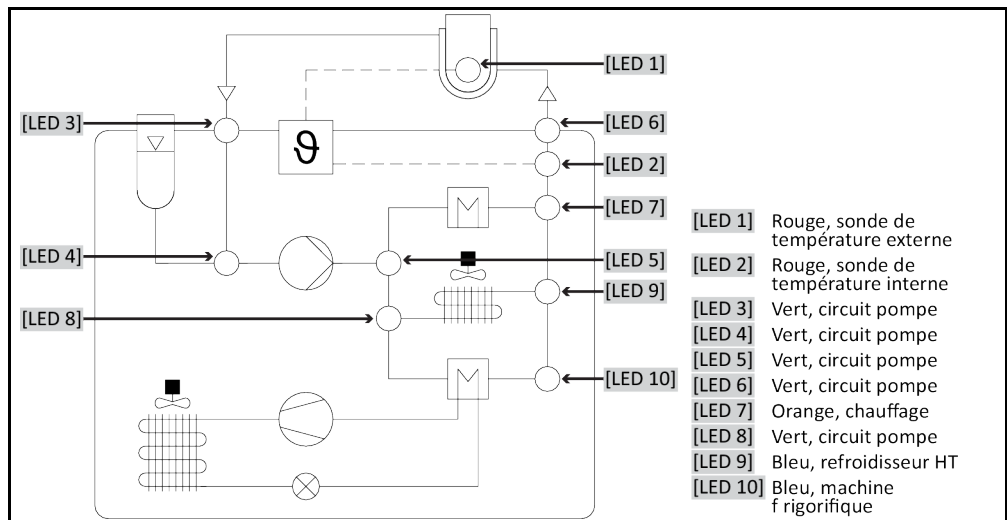 [LED 1]
[LED 3]
[LED 6]
ϑ
[LED 2]
[LED 7]
[LED 4]
[LED 5]
[LED 9]
[LED 8]
[LED 10]
[LED 1] Rouge, sonde de
température externe
[LED 2] Rouge, sonde de
température interne
[LED 3] Vert, circuit pompe
[LED 4] Vert, circuit pompe
[LED 5] Vert, circuit pompe
[LED 6] Vert, circuit pompe
[LED 7] Orange, chauffage
[LED 8] Vert, circuit pompe
[LED 9] Bleu, refroidisseur HT
[LED 10] Bleu, machine
f rigorifique